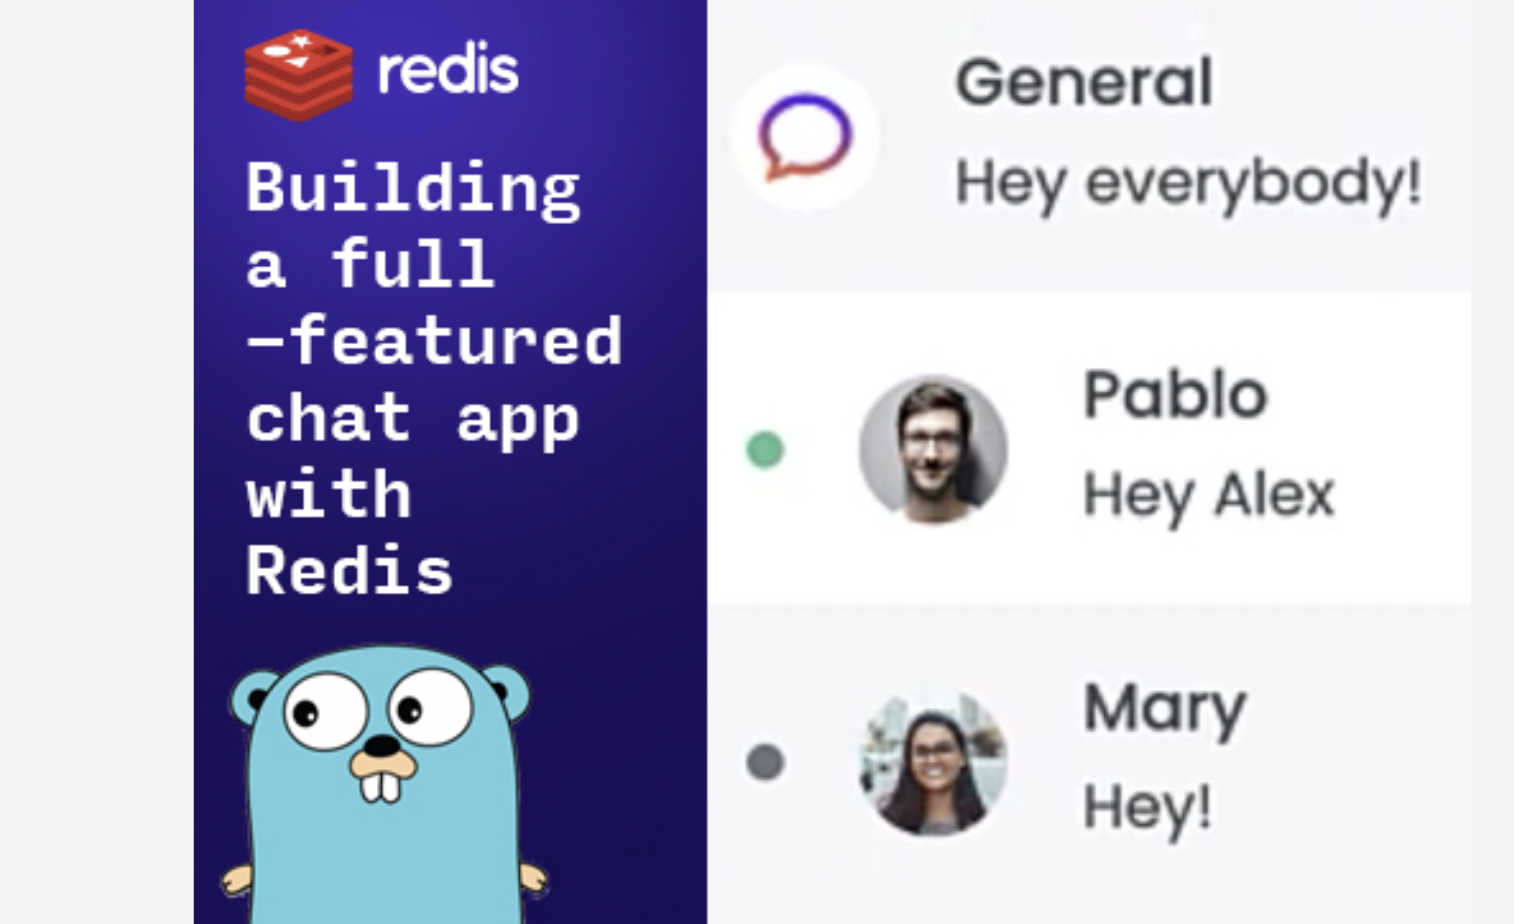 redis
Building
a full
–featured
chat app
with
Redis
General
Hey everybody!
Pablo
Hey Alex
Mary
Hey!